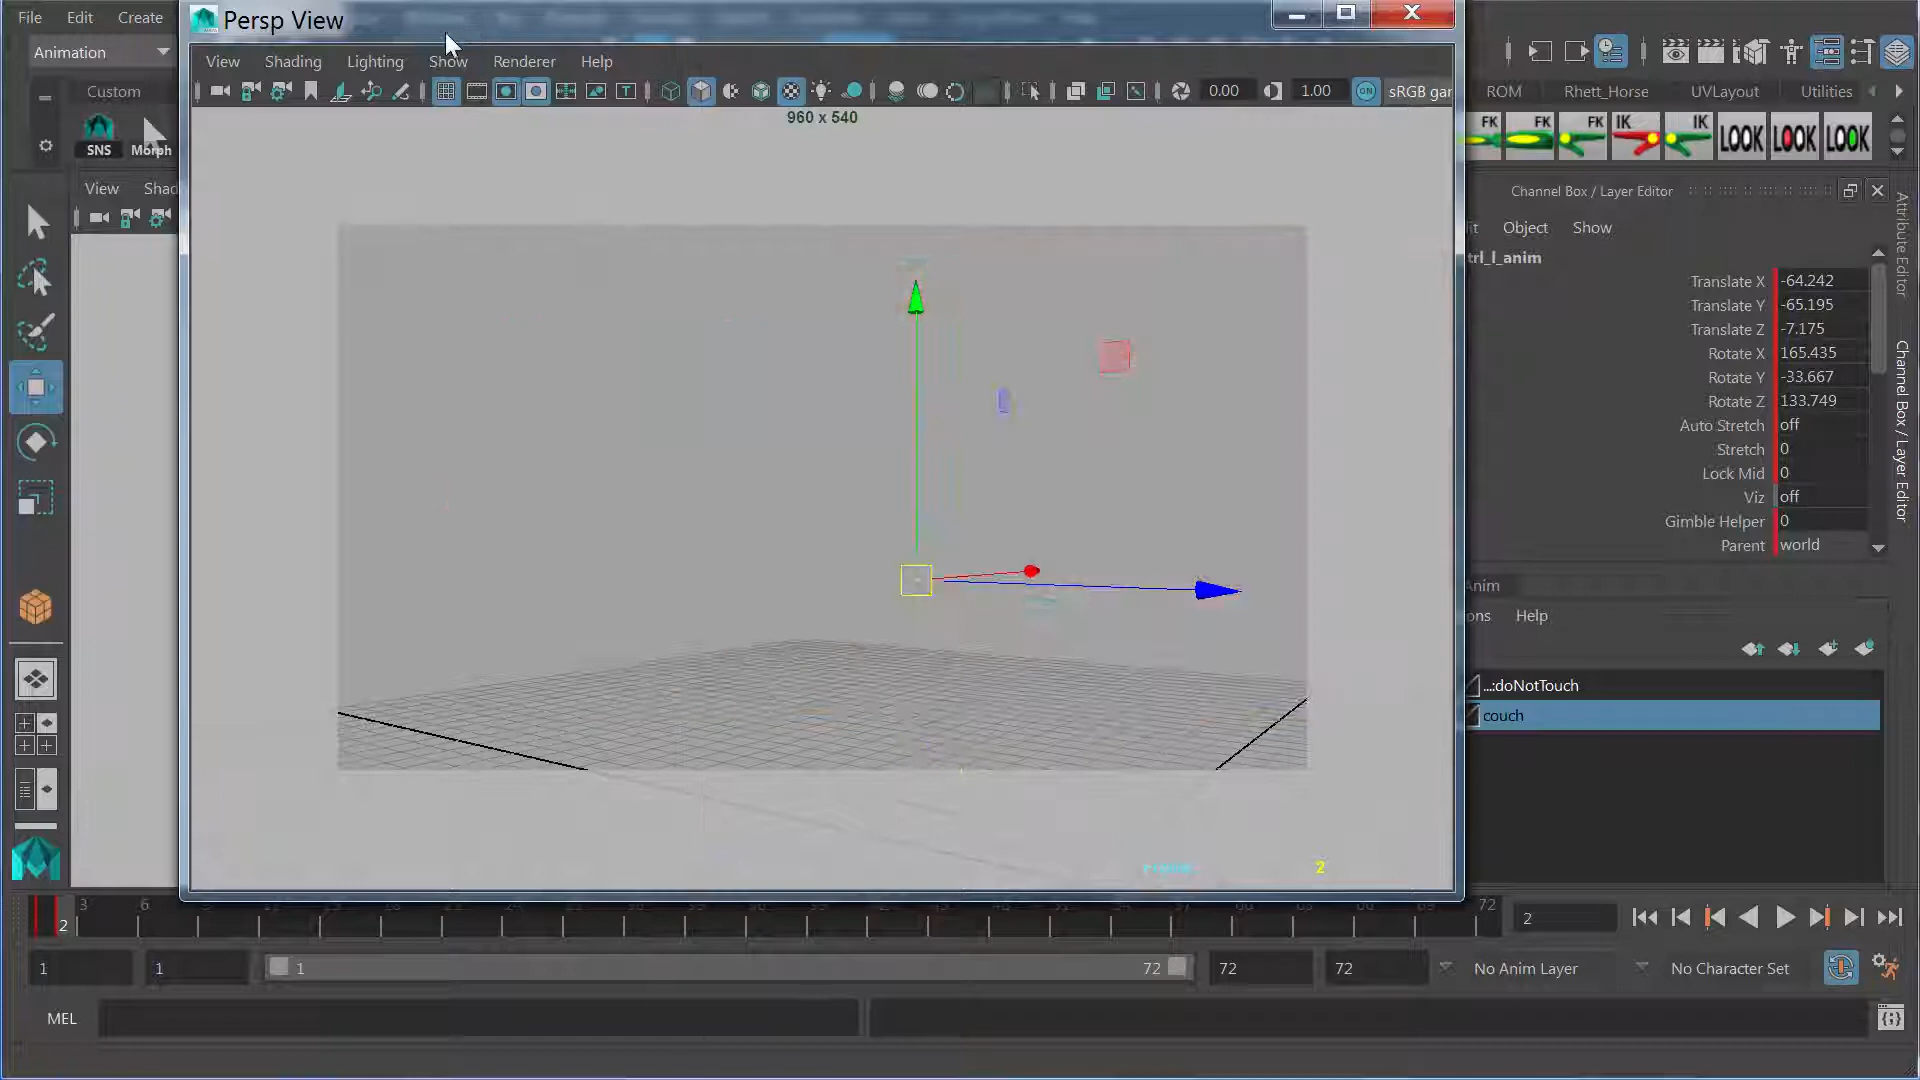 File Edit Create
Persp View
Animation
View Shading Lighting Show Renderer Help
0.00 1.00 ON sRGB gar
Custom
ROM Rhett_Horse UVLayout Utilities
960 x 540
SNS Morph
FK FK FK IK IK LOOK LOOK LOOK
View Shad
Channel Box / Layer Editor
it Object Show
trl_l_anim
Translate X -64.242
Translate Y -65.195
Translate Z -7.175
Rotate X 165.435
Rotate Y -33.667
Rotate Z 133.749
Auto Stretch off
Stretch 0
Lock Mid 0
Viz off
Gimble Helper 0
Parent world
Attribute Editor
Channel Box / Layer Editor
Anim
ons Help
...:doNotTouch
couch
2
3 6 72
2 2
1 1 1 72 72 72 No Anim Layer No Character Set
MEL